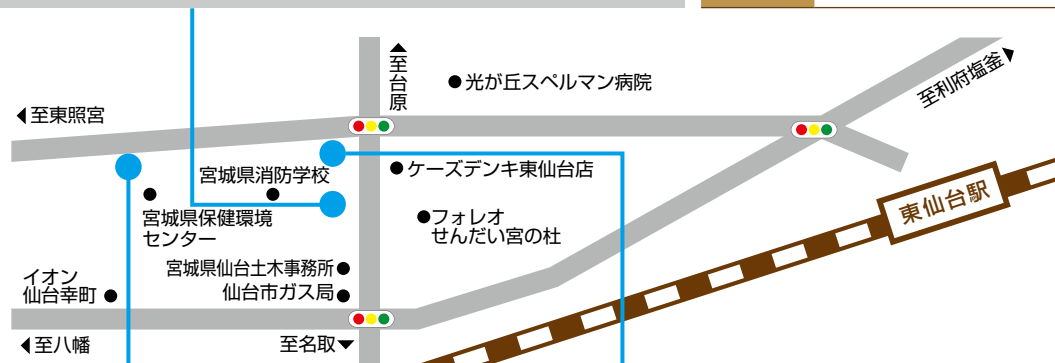 ▲至台原
●光が丘スペルマン病院
至利府塩釜▶
◀至東照宮
宮城県消防学校
●ケーズデンキ東仙台店
東仙台駅
宮城県保健環境
センター
●フォレオ
せんだい宮の杜
宮城県仙台土木事務所●
イオン
仙台幸町●
仙台市ガス局●
◀至八幡
至名取▼